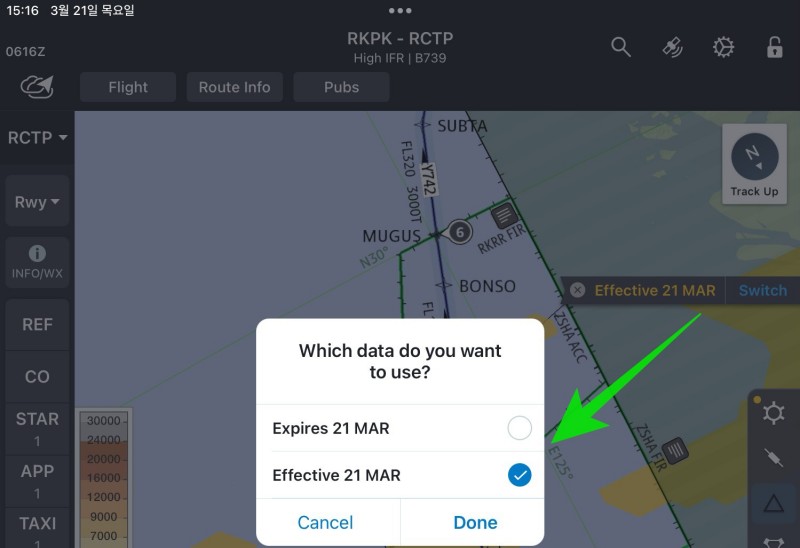 15:16 3월 21일 목요일
0616Z
RKPK - RCTP
High IFR | B739
Flight
Route Info
Pubs
RCTP
Rwy
INFO/WX
REF
CO
STAR
1
APP
1
TAXI
1
30000
24000
20000
16000
12000
9000
7000
SUBTA
FL320 3000T
Y742
MUGUS
6
RKRR FIR
N30°
BONSO
FL
ZSHA ACC
ZSHA FIR
E125°
N
Track Up
Effective 21 MAR
Switch
Which data do you want
to use?
Expires 21 MAR
Effective 21 MAR
Cancel
Done